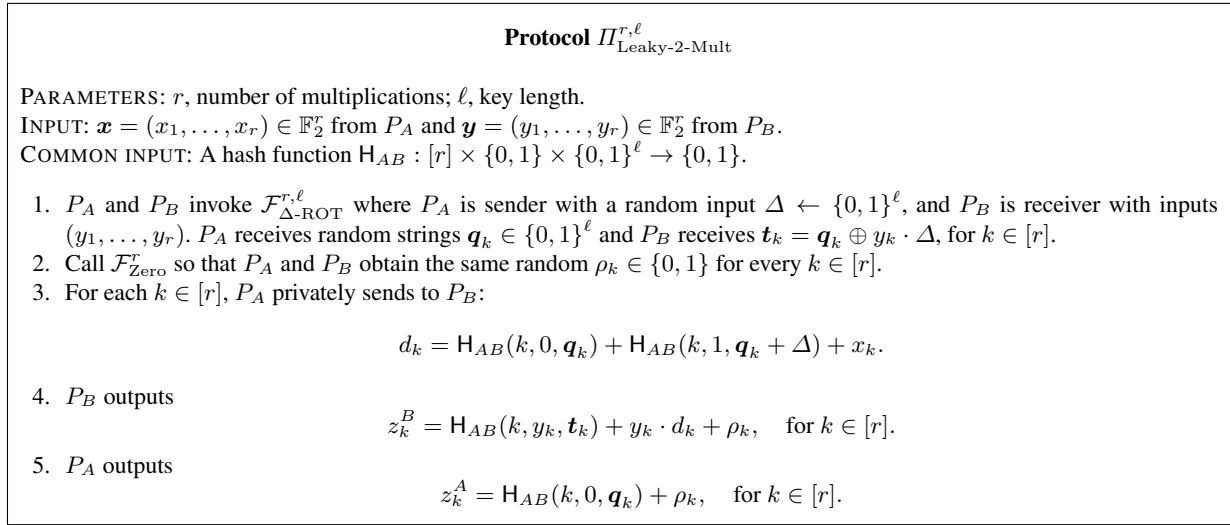 Protocol Π^{r,ℓ}_{Leaky-2-Mult}
PARAMETERS: r, number of multiplications; ℓ, key length.
INPUT: x = (x_1, . . . , x_r) ∈ 𝔽_2^r from P_A and y = (y_1, . . . , y_r) ∈ 𝔽_2^r from P_B.
COMMON INPUT: A hash function H_{AB} : [r] × {0, 1} × {0, 1}^ℓ → {0, 1}.
1. P_A and P_B invoke ℱ^{r,ℓ}_{Δ-ROT} where P_A is sender with a random input Δ ← {0, 1}^ℓ, and P_B is receiver with inputs
(y_1, . . . , y_r). P_A receives random strings q_k ∈ {0, 1}^ℓ and P_B receives t_k = q_k ⊕ y_k · Δ, for k ∈ [r].
2. Call ℱ^r_{Zero} so that P_A and P_B obtain the same random ρ_k ∈ {0, 1} for every k ∈ [r].
3. For each k ∈ [r], P_A privately sends to P_B:
d_k = H_{AB}(k, 0, q_k) + H_{AB}(k, 1, q_k + Δ) + x_k.
4. P_B outputs
z_k^B = H_{AB}(k, y_k, t_k) + y_k · d_k + ρ_k, for k ∈ [r].
5. P_A outputs
z_k^A = H_{AB}(k, 0, q_k) + ρ_k, for k ∈ [r].